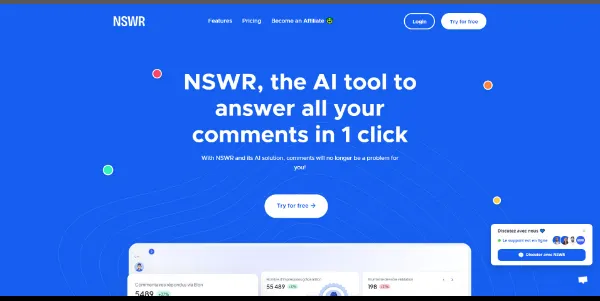 NSWR
Features Pricing Become an Affiliate
Login
Try for free
NSWR, the AI tool to
answer all your
comments in 1 click
With NSWR and its AI solution, comments will no longer be a problem for
you!
Try for free →
Discutez avec nous
Le support est en ligne
Discutez avec NSWR
5489
55 489
198